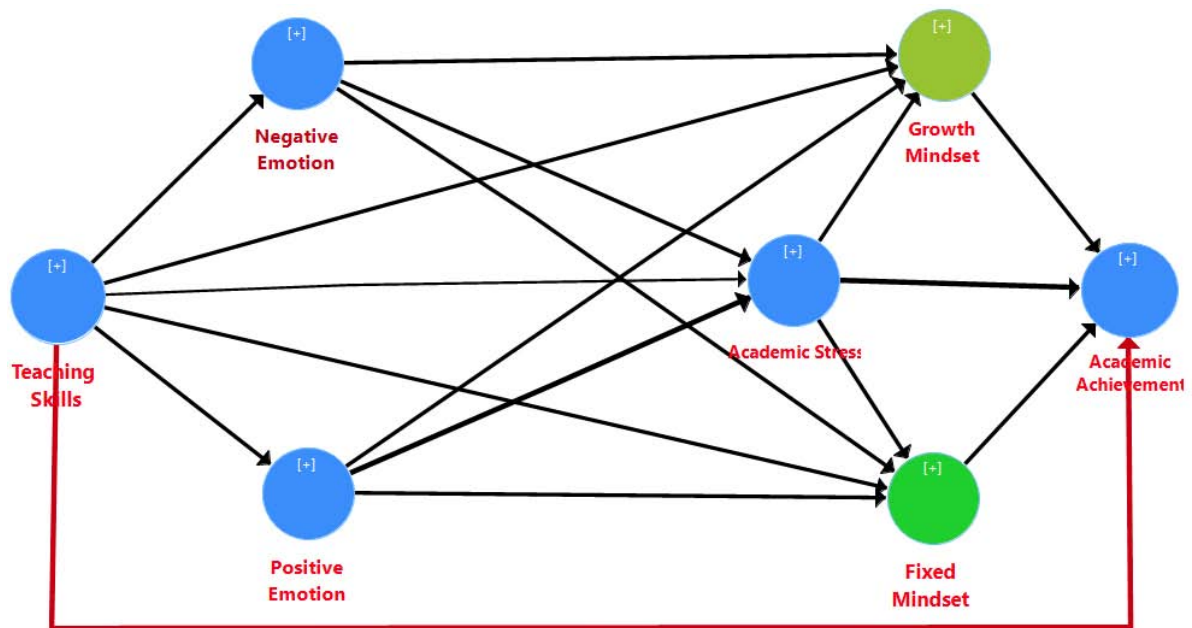 [+]
Negative
Emotion
[+]
Growth
Mindset
[+]
Teaching
Skills
[+]
Academic Stress
[+]
Academic
Achievement
[+]
Positive
Emotion
[+]
Fixed
Mindset